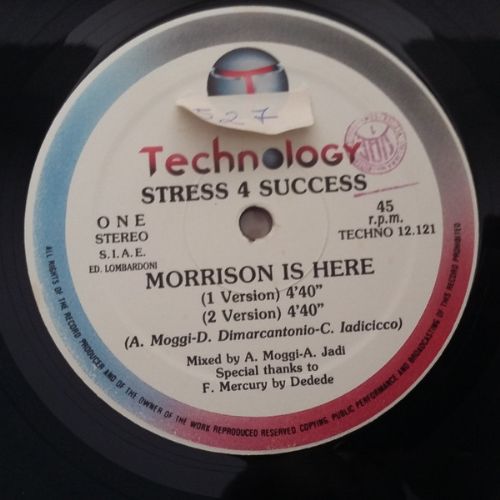 T
527
TECHNOLOGY
STRESS 4 SUCCESS
ONE
STEREO
S.I.A.E.
ED. LOMBARDONI
45
r.p.m.
TECHNO 12.121
MORRISON IS HERE
(1 Version) 4'40"
(2 Version) 4'40"
(A. Moggi-D. Dimarcantonio-C. Iadicicco)
Mixed by A. Moggi-A. Jadi
Special thanks to
F. Mercury by Dedede
ALL RIGHTS OF THE RECORD PRODUCER AND OF THE OWNER OF THE WORK REPRODUCED RESERVED. COPYING, PUBLIC PERFORMANCE AND BROADCASTING OF THIS RECORD PROHIBITED